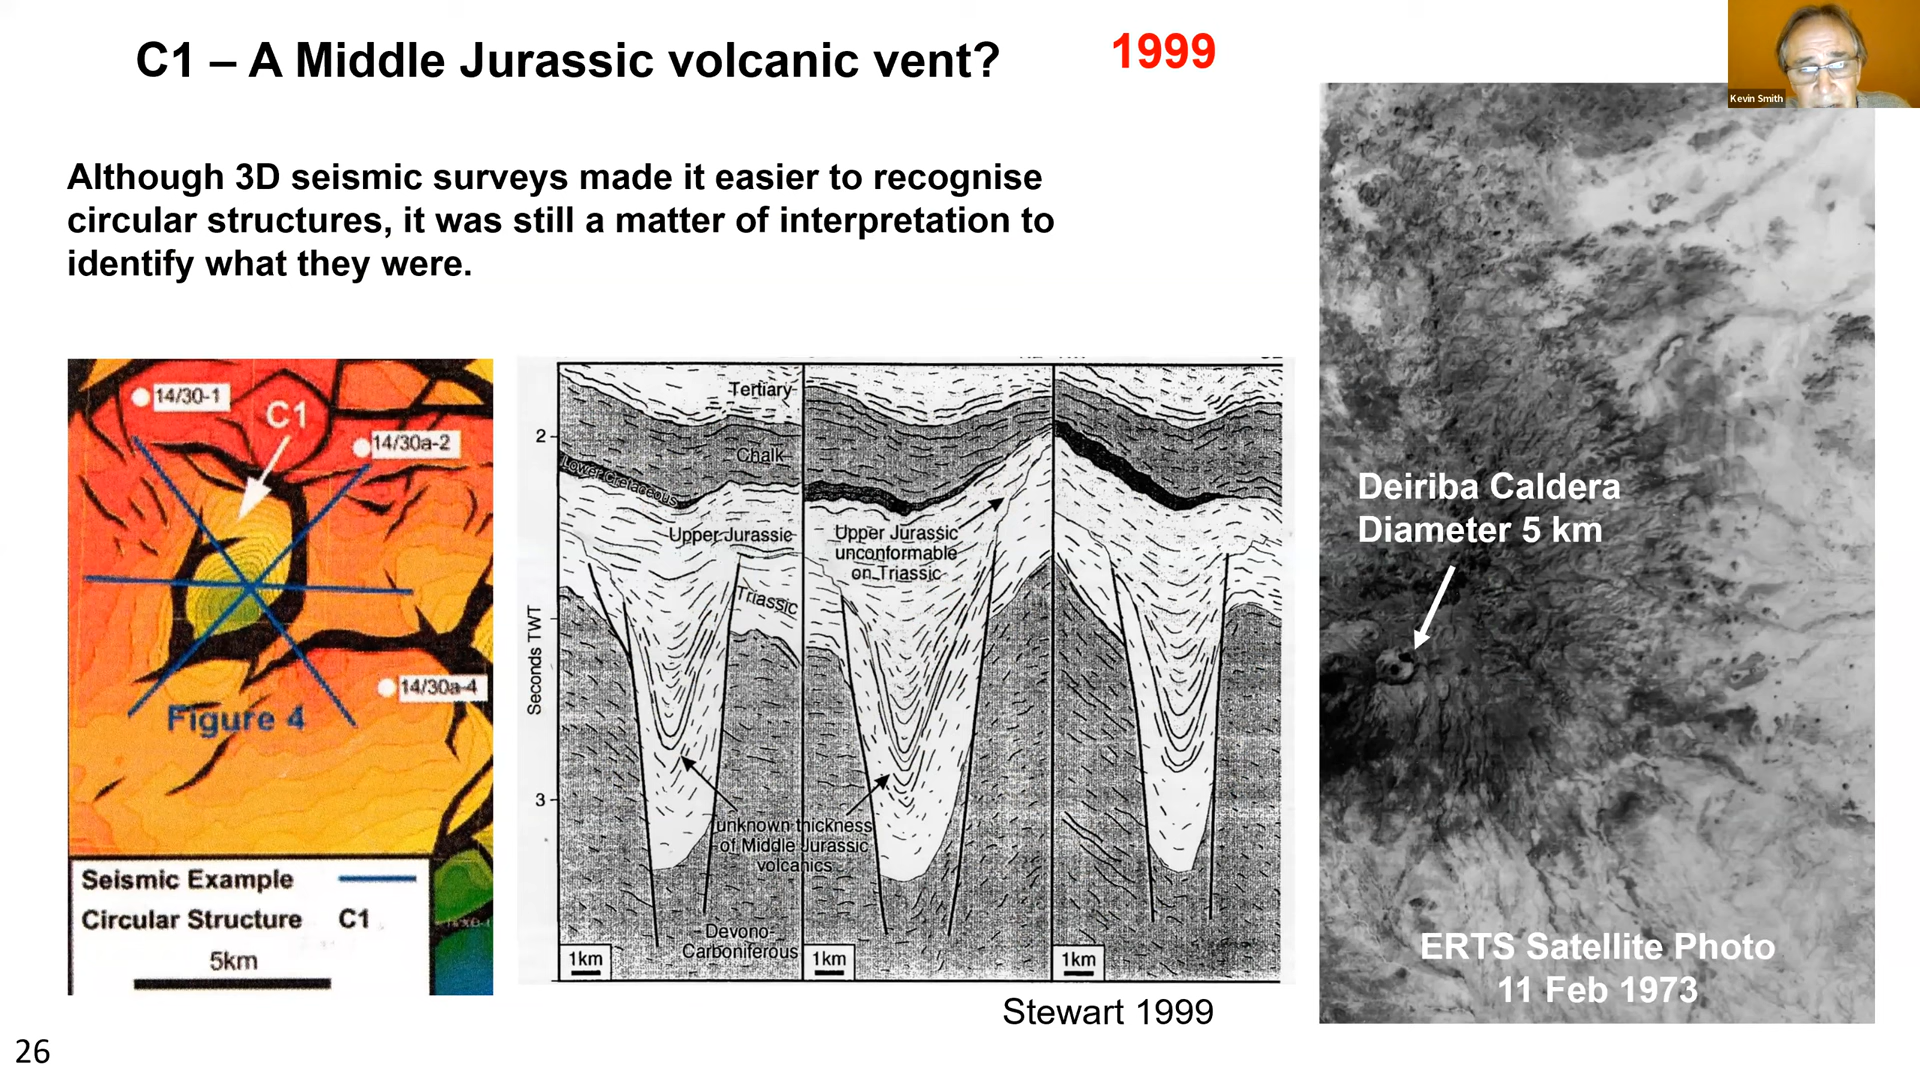 C1 – A Middle Jurassic volcanic vent?
1999
Kevin Smith
Although 3D seismic surveys made it easier to recognise
circular structures, it was still a matter of interpretation to
identify what they were.
14/30-1
C1
14/30a-2
14/30a-4
Figure 4
Seismic Example
Circular Structure C1
5km
Tertiary
2
Chalk
Lower Cretaceous
Upper Jurassic
Upper Jurassic
unconformable
on Triassic
Triassic
Seconds TWT
3
unknown thickness
of Middle Jurassic
volcanics
Devono-
Carboniferous
1km
1km
1km
Stewart 1999
Deiriba Caldera
Diameter 5 km
ERTS Satellite Photo
11 Feb 1973
26